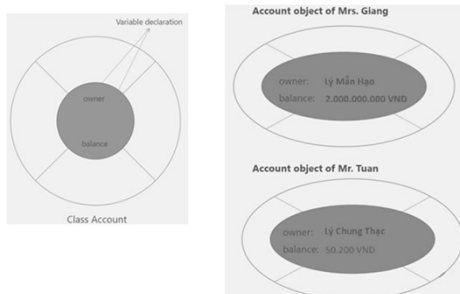 Variable declaration
owner
balance
Class Account
Account object of Mrs. Giang
owner: Lý Mẫn Hạo
balance: 2.000.000.000 VND
Account object of Mr. Tuan
owner: Lý Chung Thạc
balance: 50.200 VND